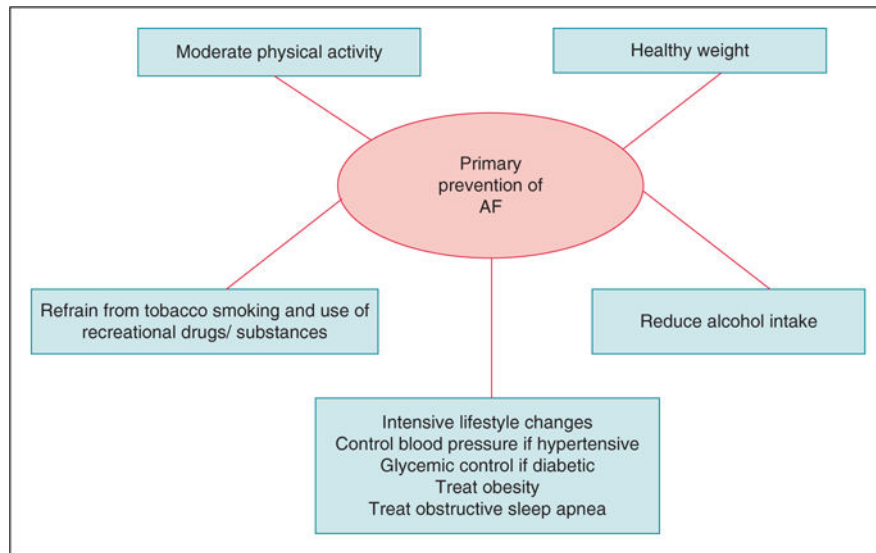 Moderate physical activity
Healthy weight
Primary
prevention of
AF
Refrain from tobacco smoking and use of
recreational drugs/ substances
Reduce alcohol intake
Intensive lifestyle changes
Control blood pressure if hypertensive
Glycemic control if diabetic
Treat obesity
Treat obstructive sleep apnea